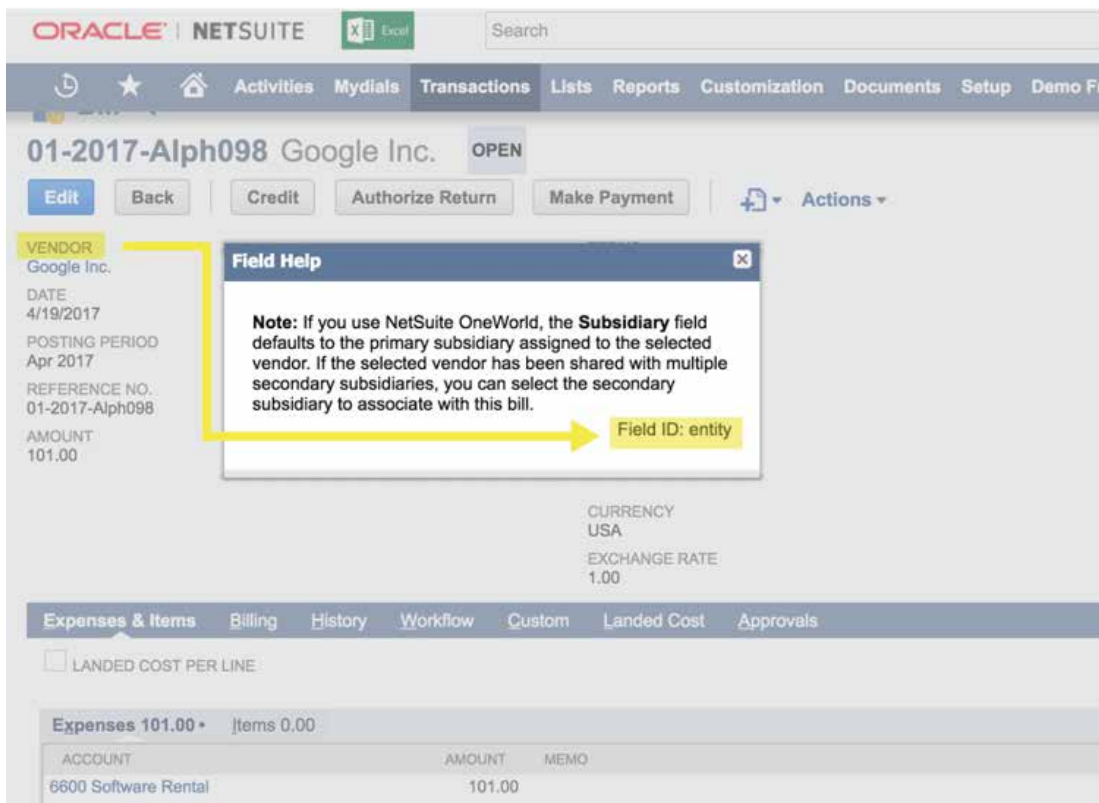 ORACLE | NETSUITE
Excel
Search
Activities Mydials Transactions Lists Reports Customization Documents Setup Demo
01-2017-Alph098 Google Inc. OPEN
Edit Back Credit Authorize Return Make Payment Actions
VENDOR
Google Inc.
DATE
4/19/2017
POSTING PERIOD
Apr 2017
REFERENCE NO.
01-2017-Alph098
AMOUNT
101.00
Field Help
Note: If you use NetSuite OneWorld, the Subsidiary field
defaults to the primary subsidiary assigned to the selected
vendor. If the selected vendor has been shared with multiple
secondary subsidiaries, you can select the secondary
subsidiary to associate with this bill.
Field ID: entity
CURRENCY
USA
EXCHANGE RATE
1.00
Expenses & Items Billing History Workflow Custom Landed Cost Approvals
LANDED COST PER LINE
Expenses 101.00 • Items 0.00
ACCOUNT AMOUNT MEMO
6600 Software Rental 101.00